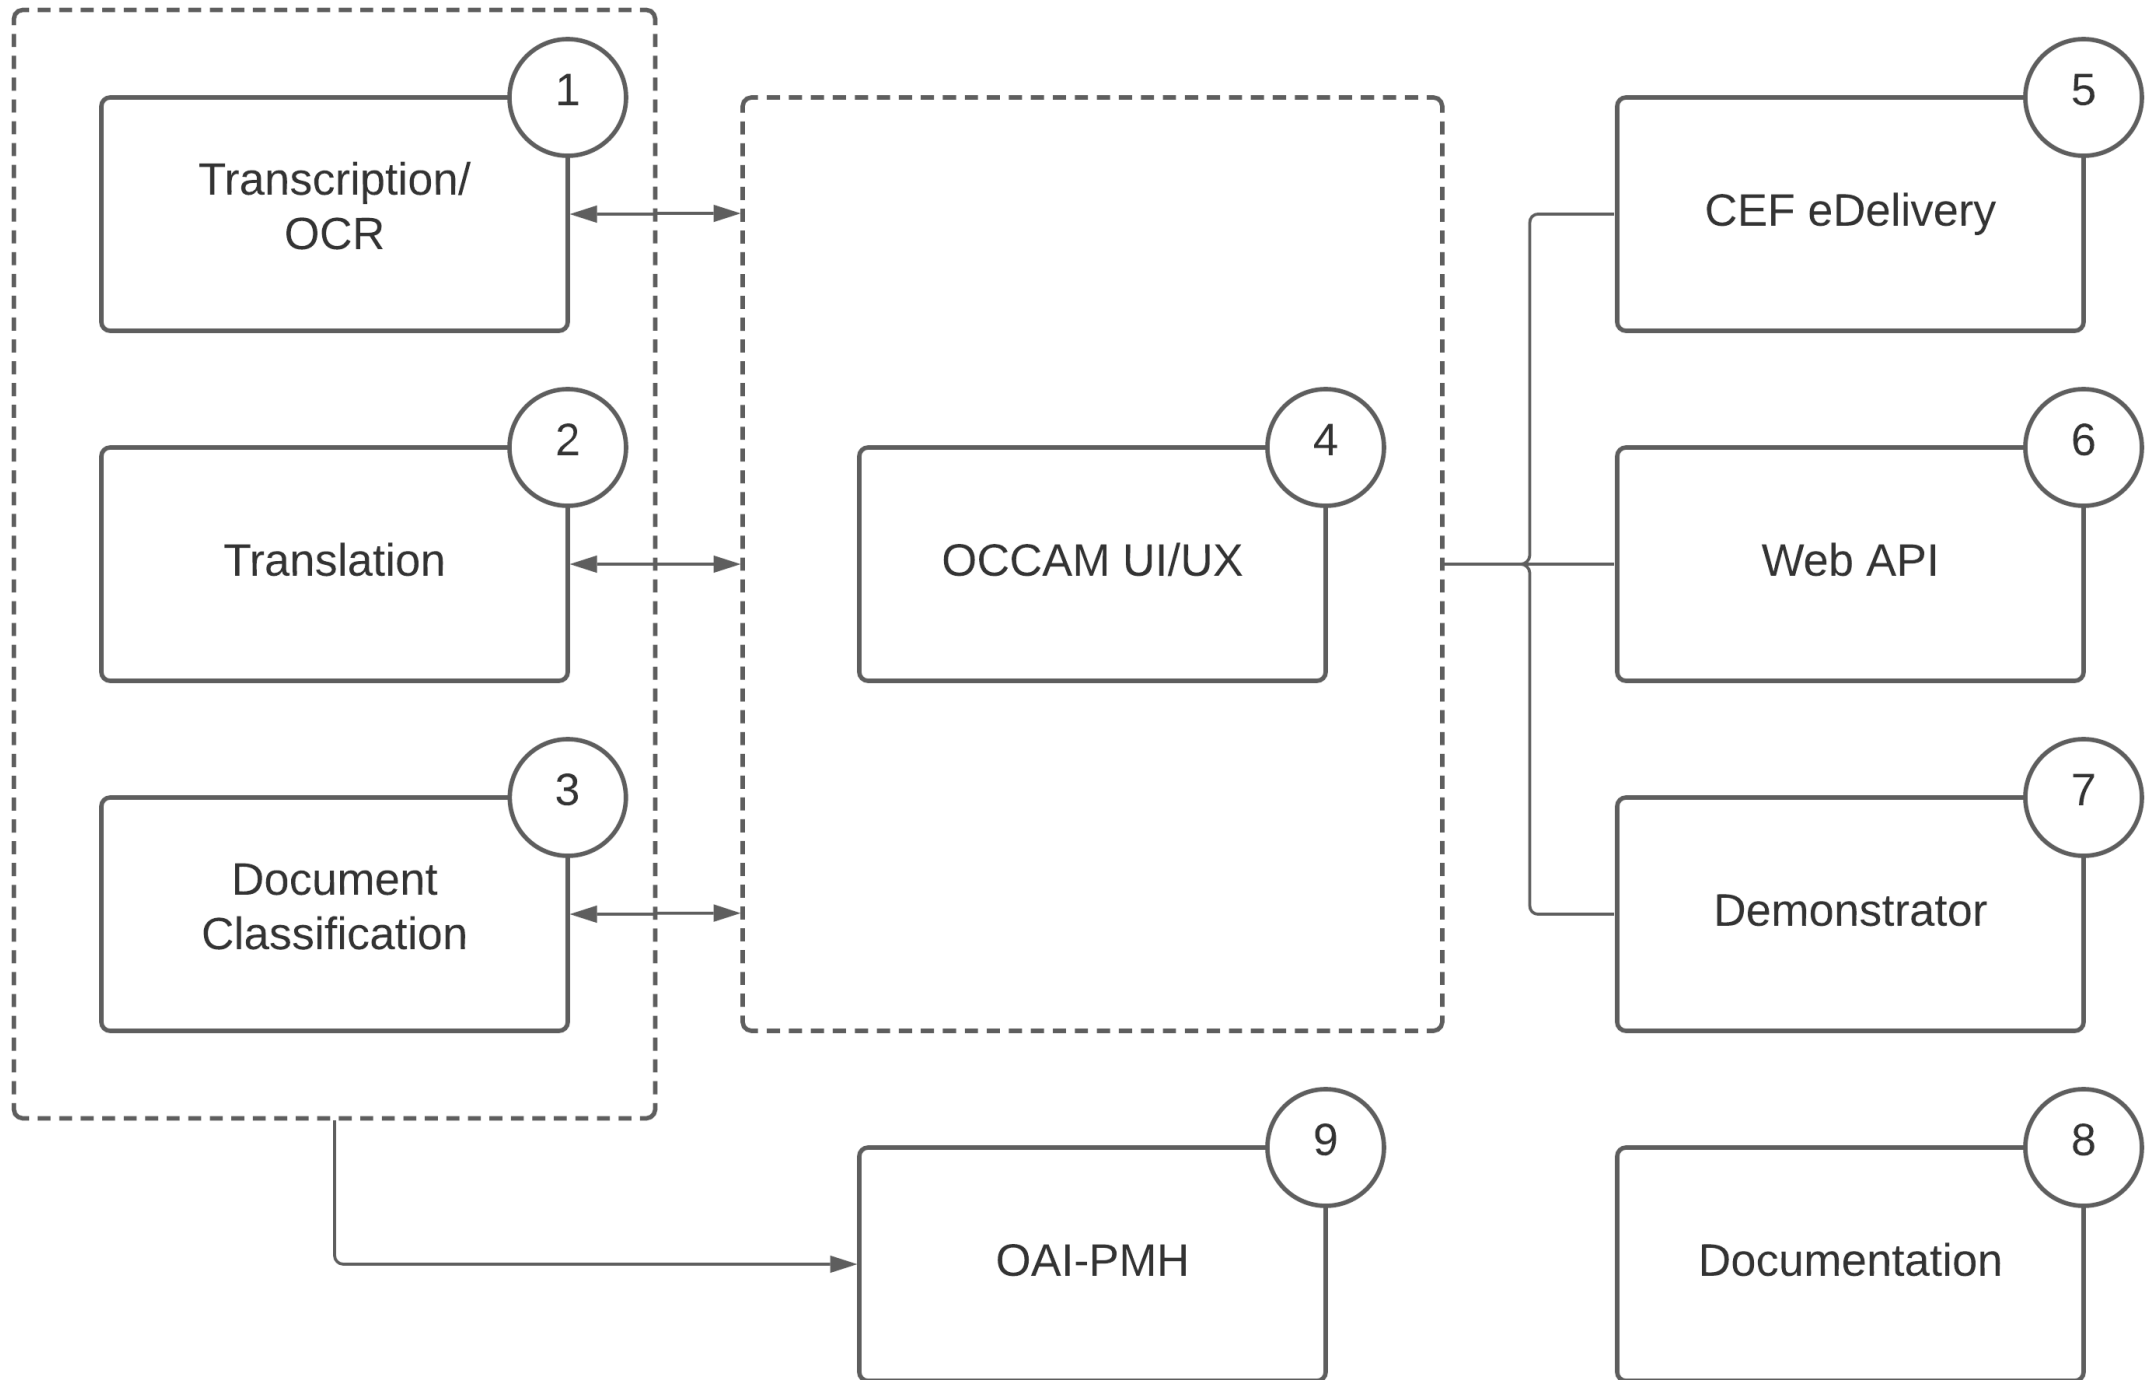 1
Transcription/
OCR
2
Translation
3
Document
Classification
4
OCCAM UI/UX
5
CEF eDelivery
6
Web API
7
Demonstrator
9
OAI-PMH
8
Documentation